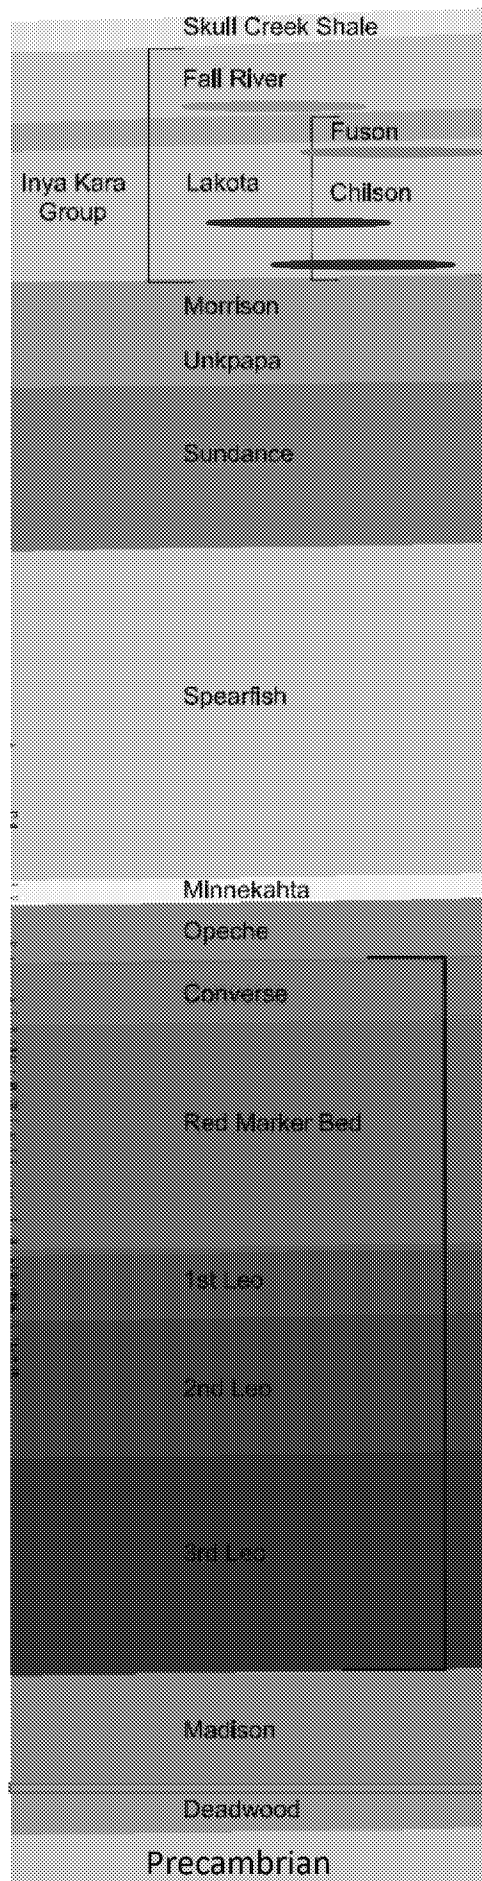 Skull Creek Shale
Fall River
Fuson
Inya Kara
Group
Lakota
Chilson
Morrison
Unkpapa
Sundance
Spearfish
Minnekahta
Opeche
Converse
Red Marker Bed
1st Leo
2nd Leo
3rd Leo
Madison
Deadwood
Precambrian